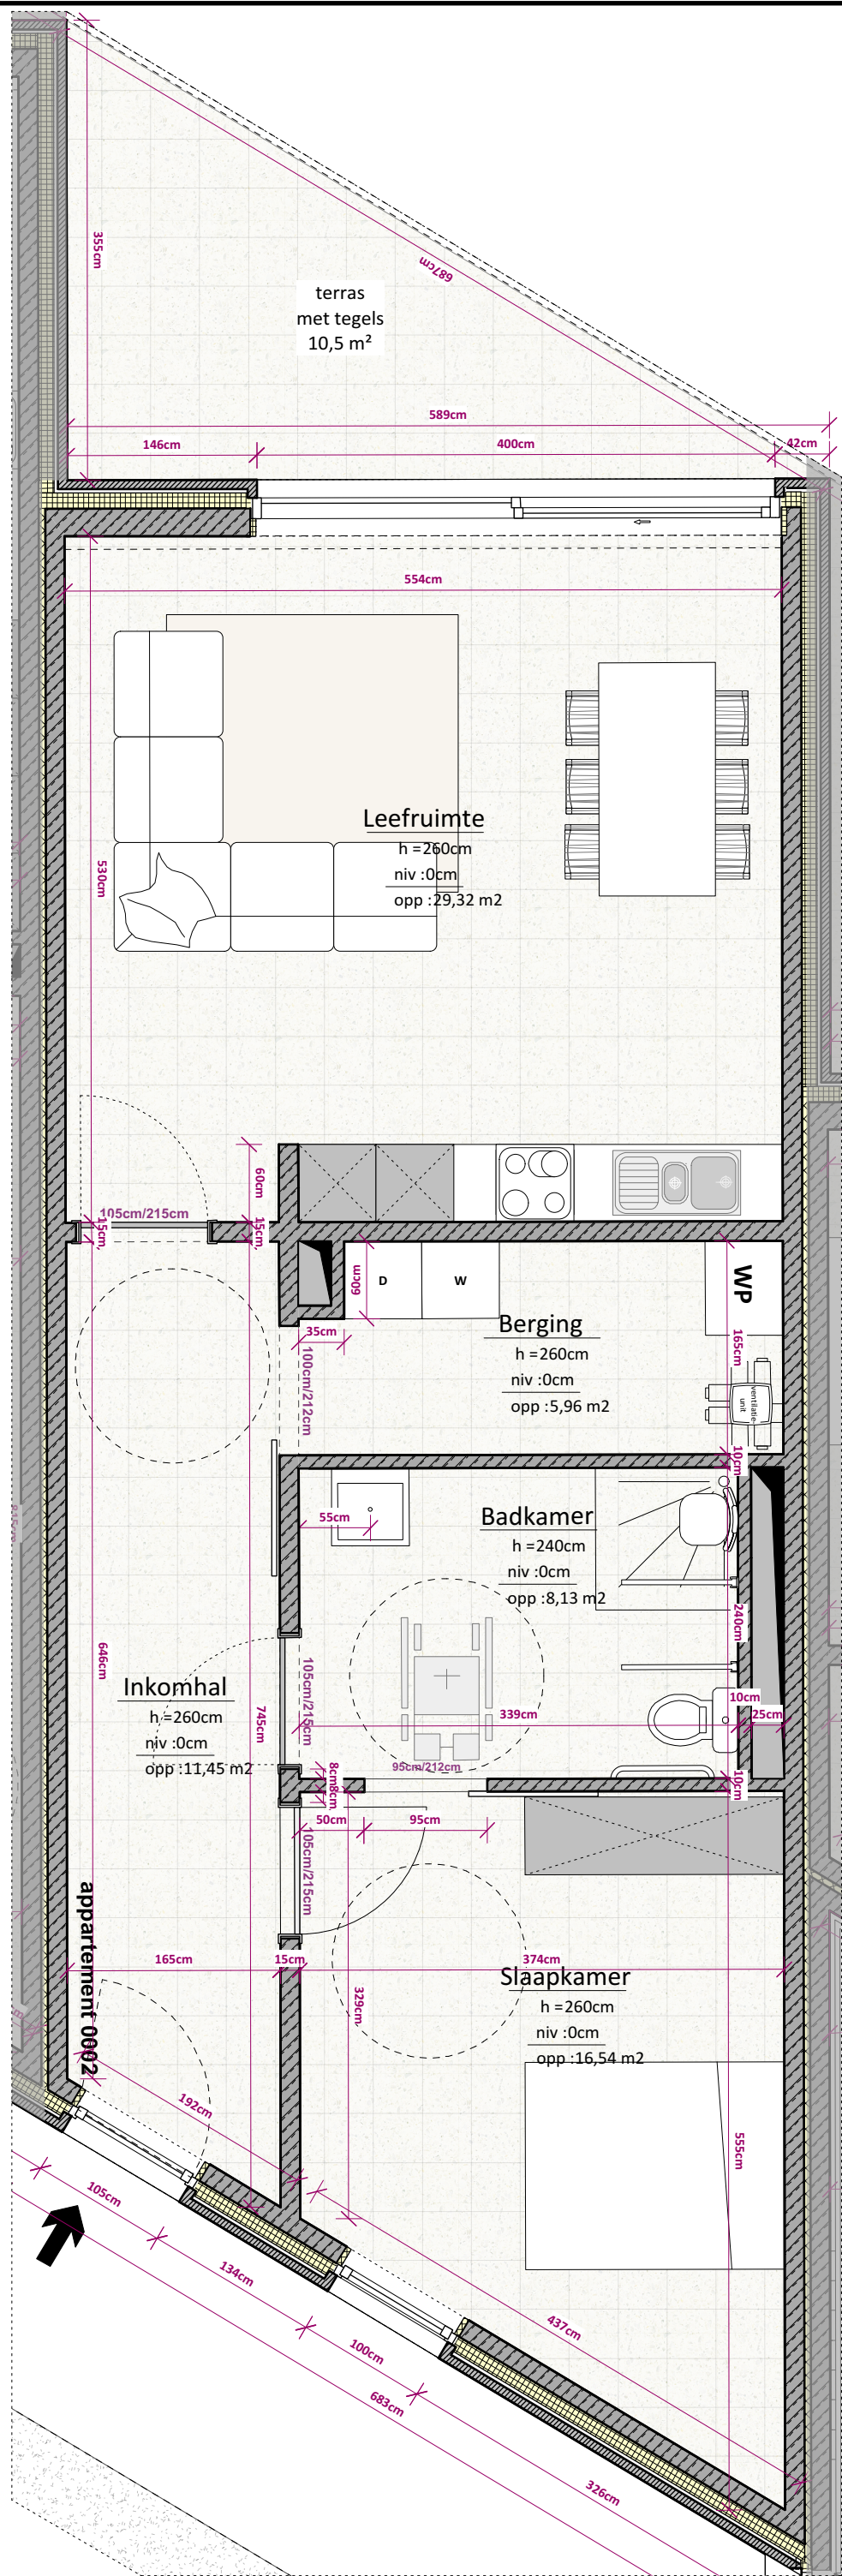 355cm
687cm
terras
met tegels
10,5 m²
589cm
146cm
400cm
42cm
554cm
530cm
Leefruimte
h =260cm
niv :0cm
opp :29,32 m2
60cm
105cm/215cm
15cm,
15cm,
60cm
D
W
WP
Berging
h =260cm
niv :0cm
opp :5,96 m2
35cm
100cm/212cm
165cm
ventilatie-
unit
10cm
55cm
Badkamer
h =240cm
niv :0cm
opp :8,13 m2
240cm
815cm
646cm
Inkomhal
h =260cm
niv :0cm
opp :11,45 m2
745cm
105cm/215cm
339cm
10cm
25cm
8cm
8cm
95cm/212cm
10cm
50cm
95cm
105cm/215cm
appartement 0002
165cm
15cm
374cm
Slaapkamer
h =260cm
niv :0cm
opp :16,54 m2
329cm
192cm
555cm
105cm
134cm
100cm
437cm
683cm
326cm